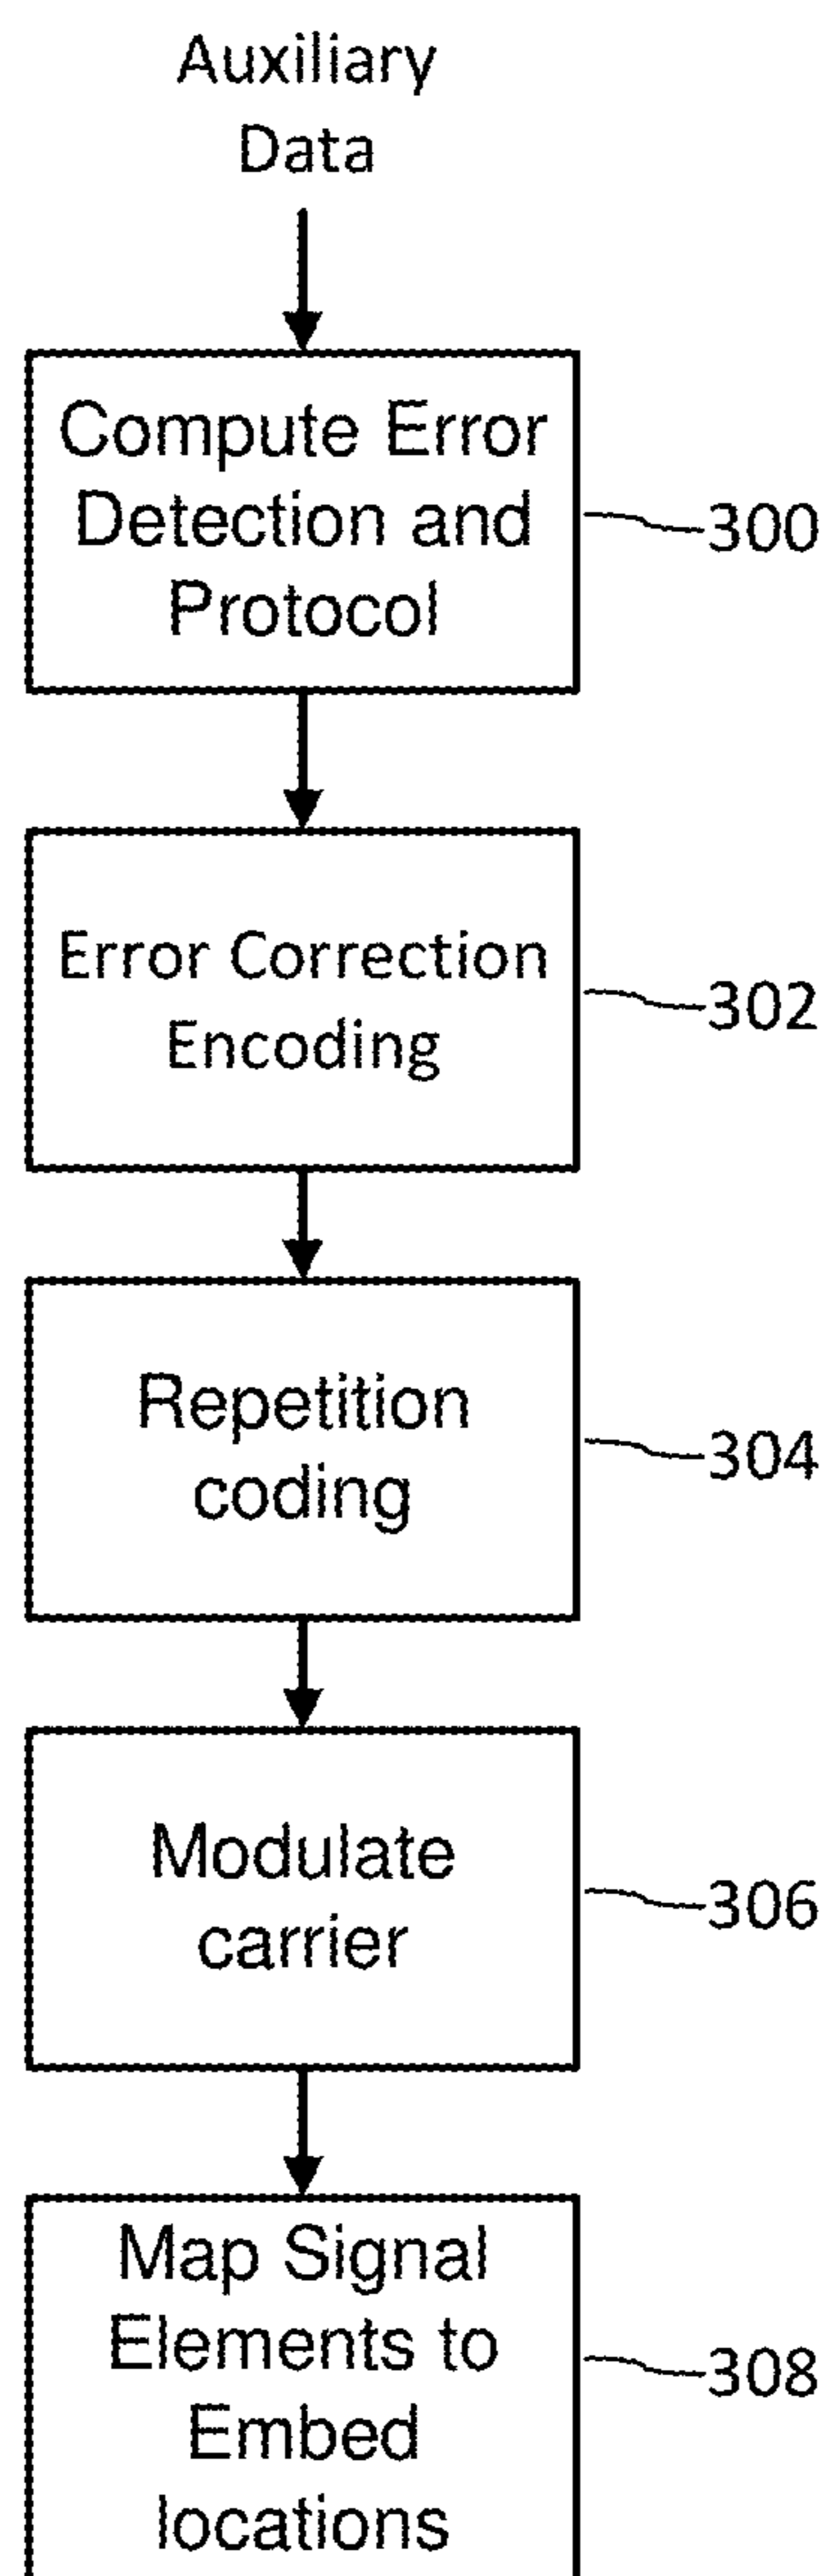 Auxiliary
Data
Compute Error
Detection and
Protocol
300
Error Correction
Encoding
302
Repetition
coding
304
Modulate
carrier
306
Map Signal
Elements to
Embed
locations
308